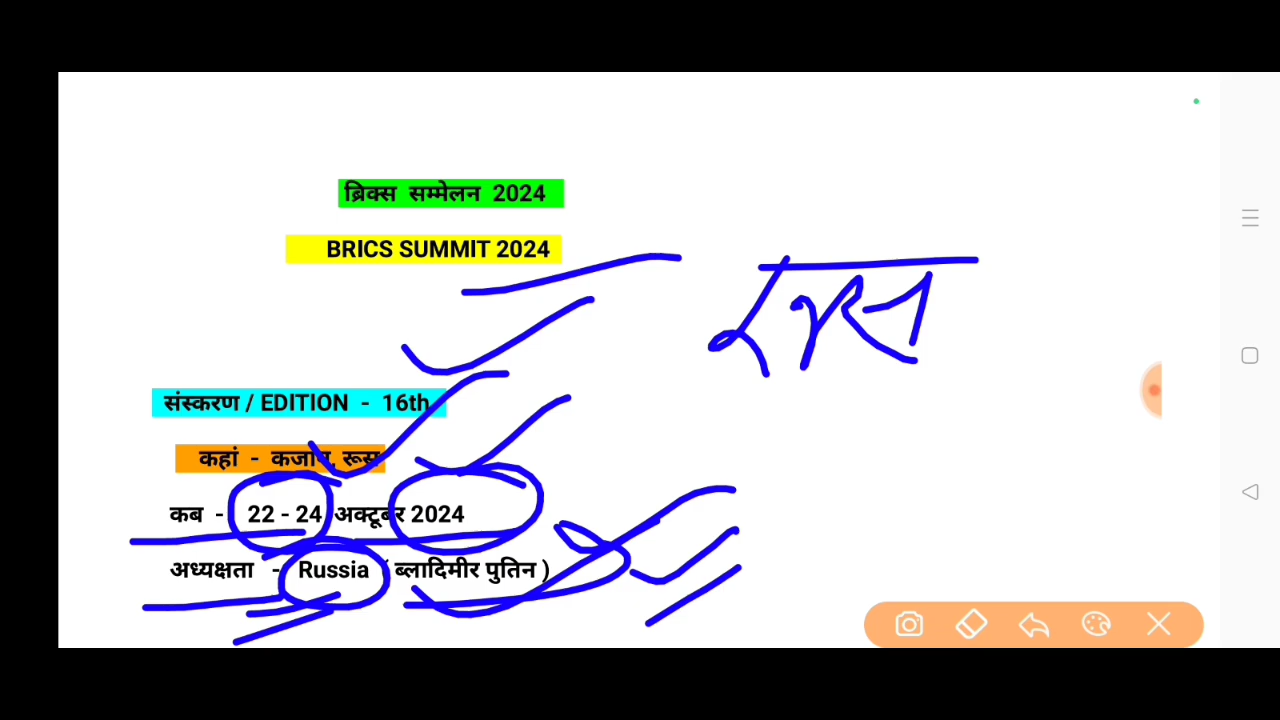 ब्रिक्स सम्मेलन 2024
BRICS SUMMIT 2024
संस्करण / EDITION - 16th
कहां - कजान, रूस
कब - 22 - 24 अक्टूबर 2024
अध्यक्षता - Russia ( ब्लादिमीर पुतिन )